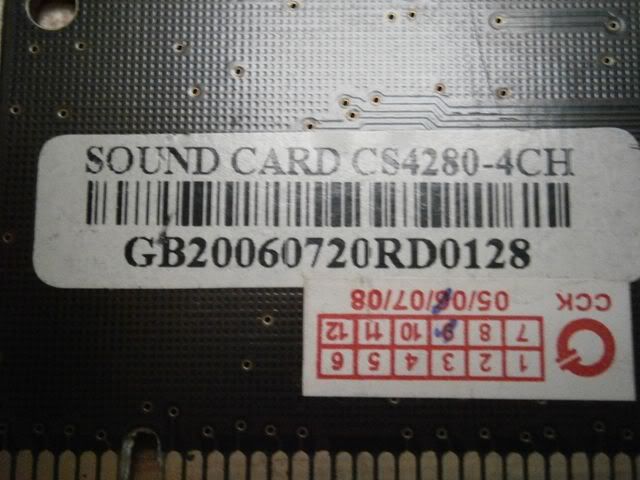 SOUND CARD CS4280-4CH
GB20060720RD0128
1 2 3 4 5 6
7 8 9 10 11 12
CCK 05/06/07/08